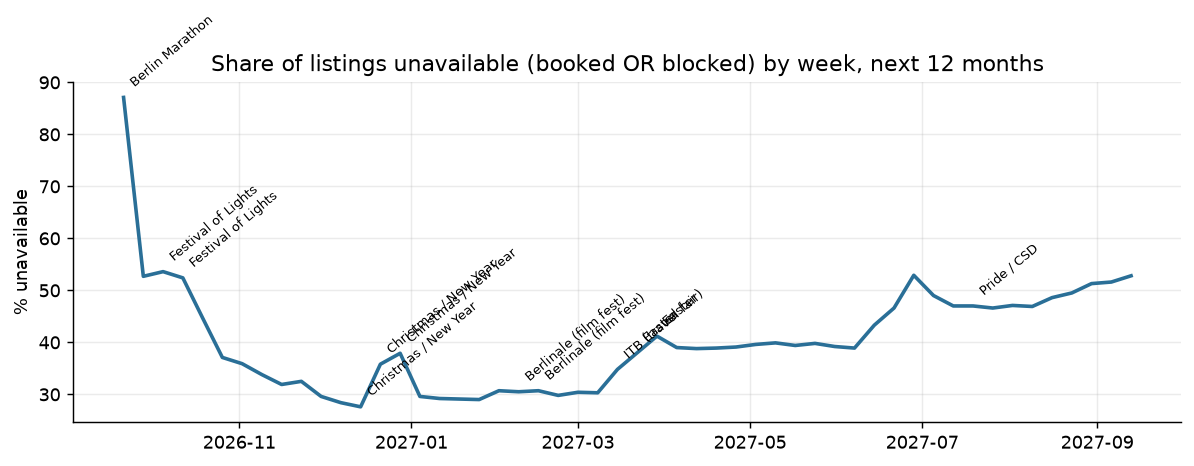 Berlin Marathon
Share of listings unavailable (booked OR blocked) by week, next 12 months
% unavailable
90
80
70
60
50
40
30
Festival of Lights
Festival of Lights
Christmas / New Year
Christmas / New Year
Christmas / New Year
Berlinale (film fest)
Berlinale (film fest)
ITB (travel fair)
Easter
Pride / CSD
2026-11
2027-01
2027-03
2027-05
2027-07
2027-09